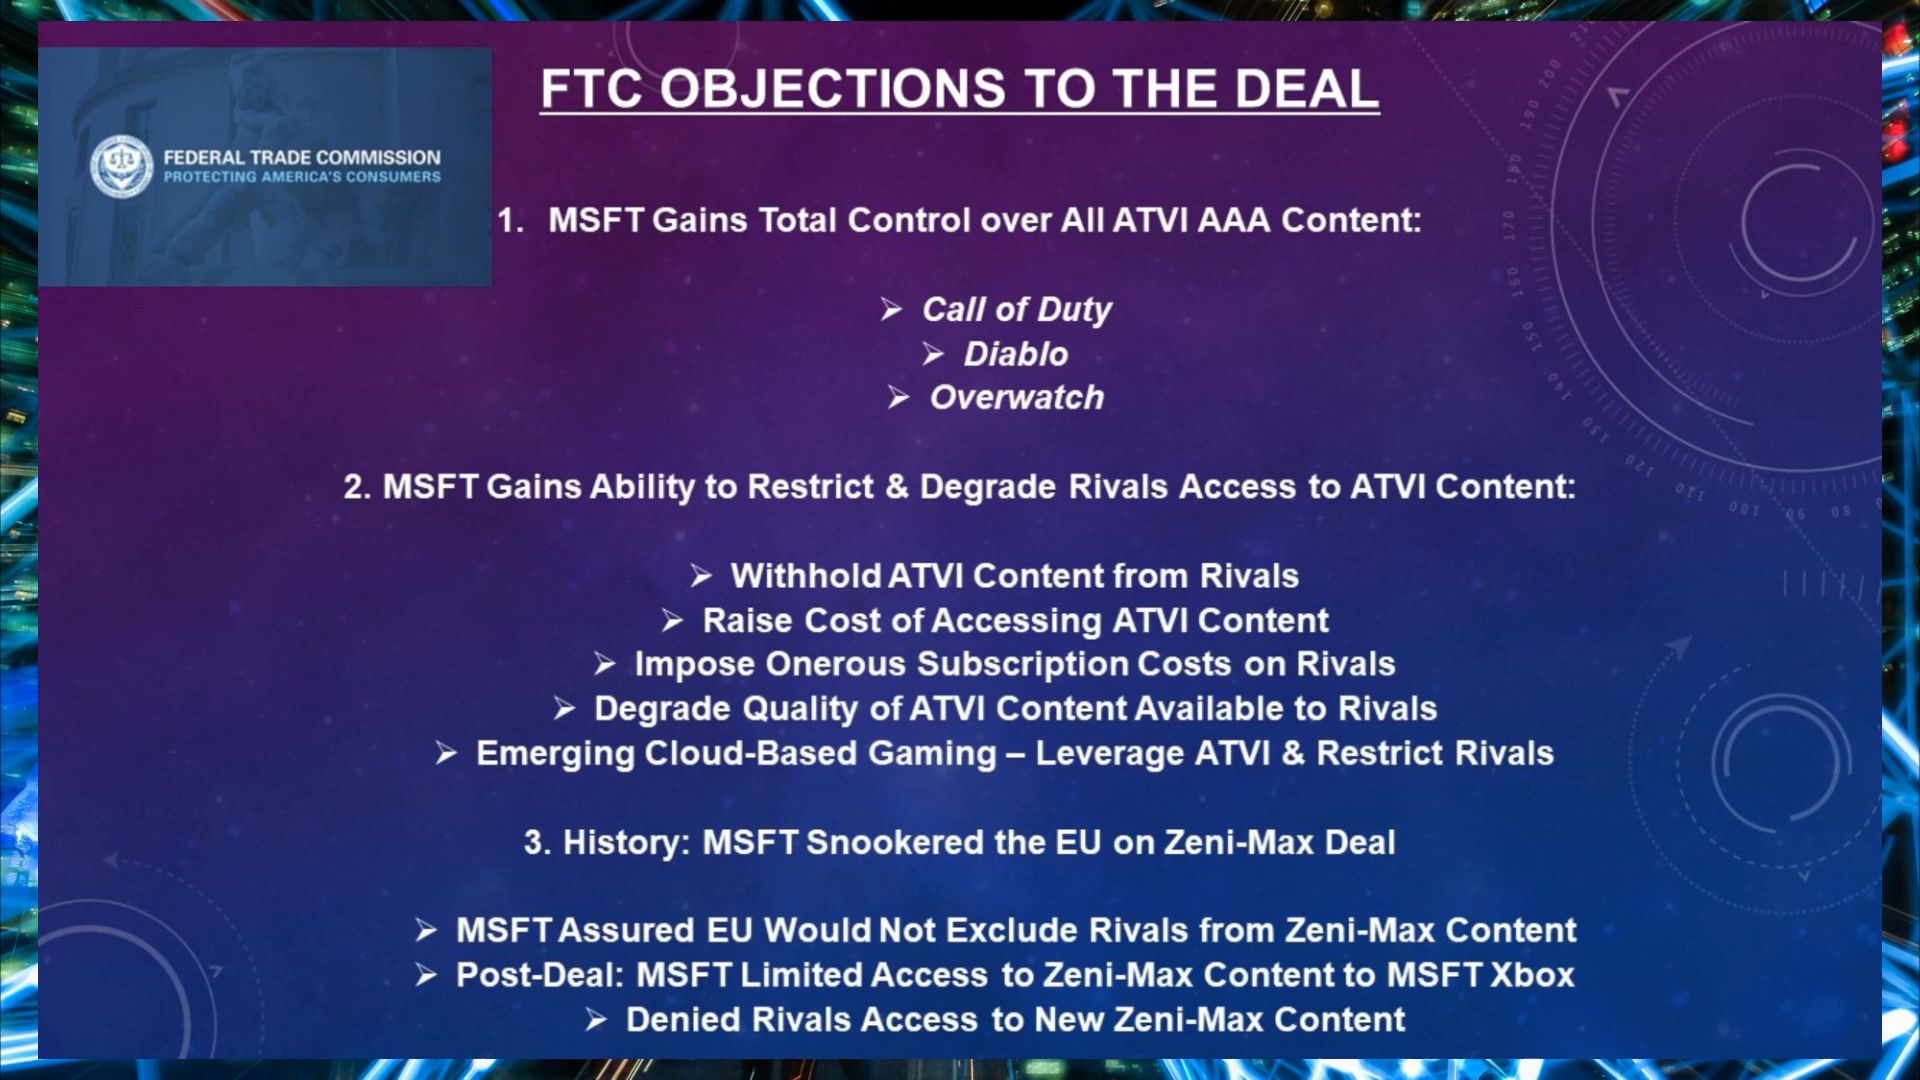 FTC OBJECTIONS TO THE DEAL
FEDERAL TRADE COMMISSION
PROTECTING AMERICA'S CONSUMERS
1. MSFT Gains Total Control over All ATVI AAA Content:
➢ Call of Duty
➢ Diablo
➢ Overwatch
2. MSFT Gains Ability to Restrict & Degrade Rivals Access to ATVI Content:
➢ Withhold ATVI Content from Rivals
➢ Raise Cost of Accessing ATVI Content
➢ Impose Onerous Subscription Costs on Rivals
➢ Degrade Quality of ATVI Content Available to Rivals
➢ Emerging Cloud-Based Gaming – Leverage ATVI & Restrict Rivals
3. History: MSFT Snookered the EU on Zeni-Max Deal
➢ MSFT Assured EU Would Not Exclude Rivals from Zeni-Max Content
➢ Post-Deal: MSFT Limited Access to Zeni-Max Content to MSFT Xbox
➢ Denied Rivals Access to New Zeni-Max Content